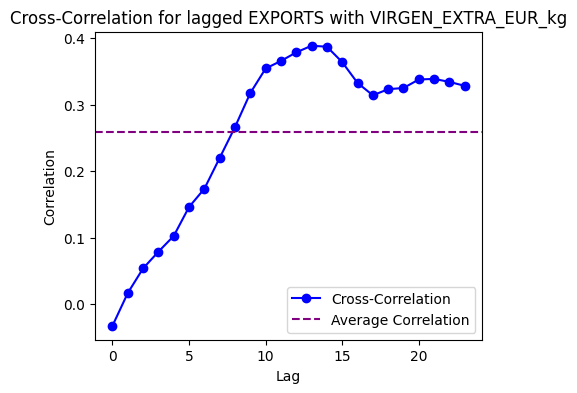 Cross-Correlation for lagged EXPORTS with VIRGEN_EXTRA_EUR_kg
0.4
0.3
0.2
0.1
0.0
Correlation
Cross-Correlation
Average Correlation
0 5 10 15 20
Lag